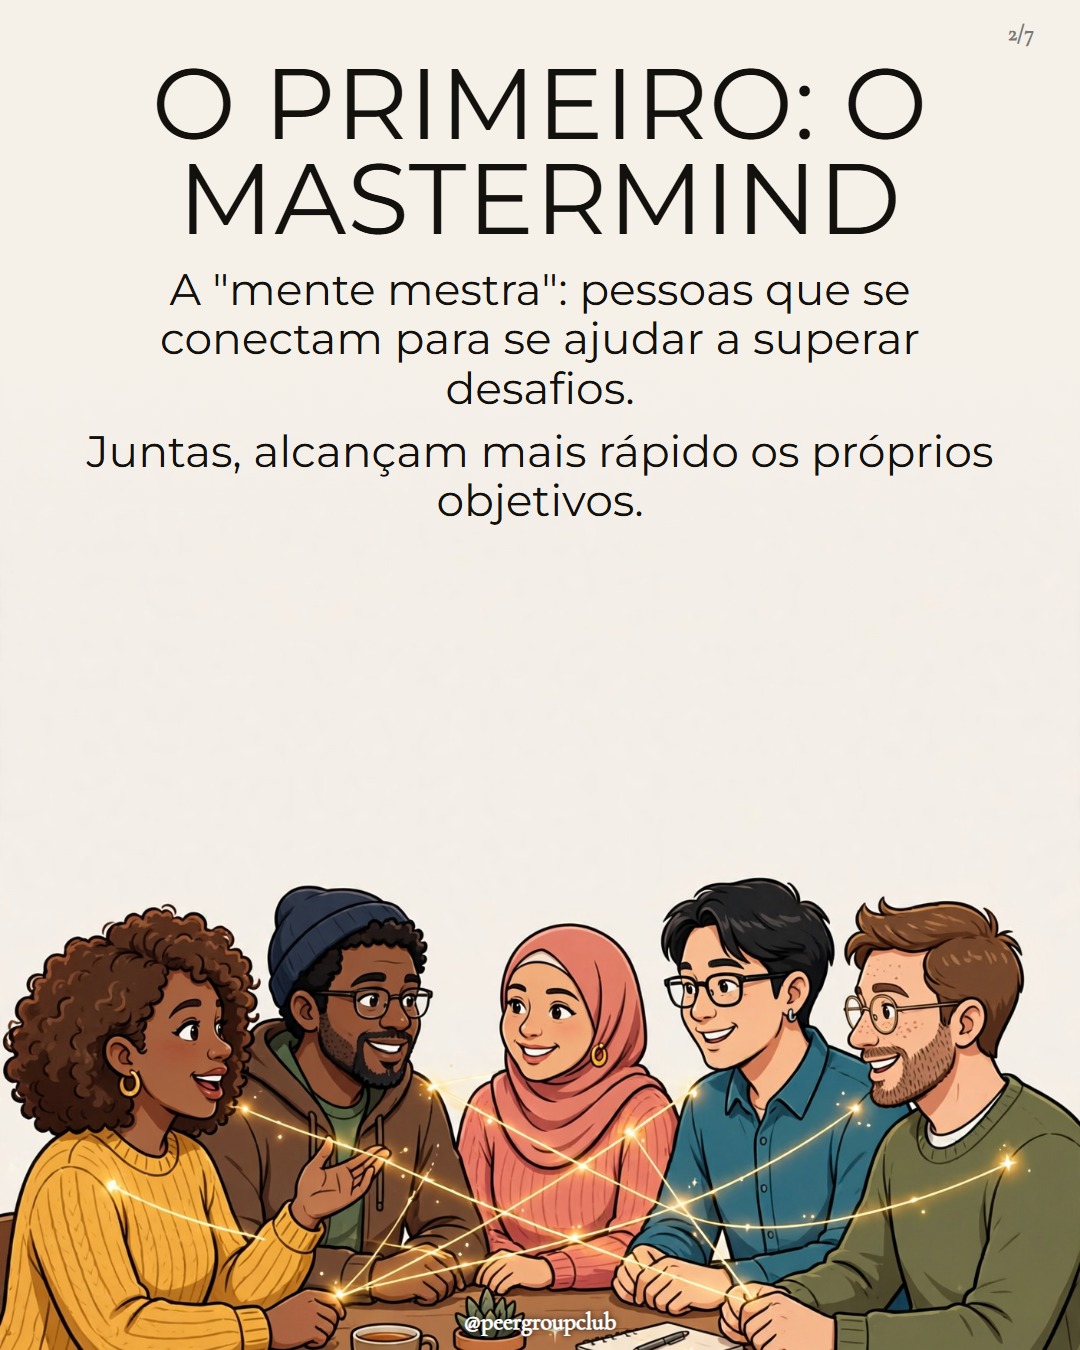 2/7
O PRIMEIRO: O
MASTERMIND
A "mente mestra": pessoas que se
conectam para se ajudar a superar
desafios.
Juntas, alcançam mais rápido os próprios
objetivos.
@peergroupclub